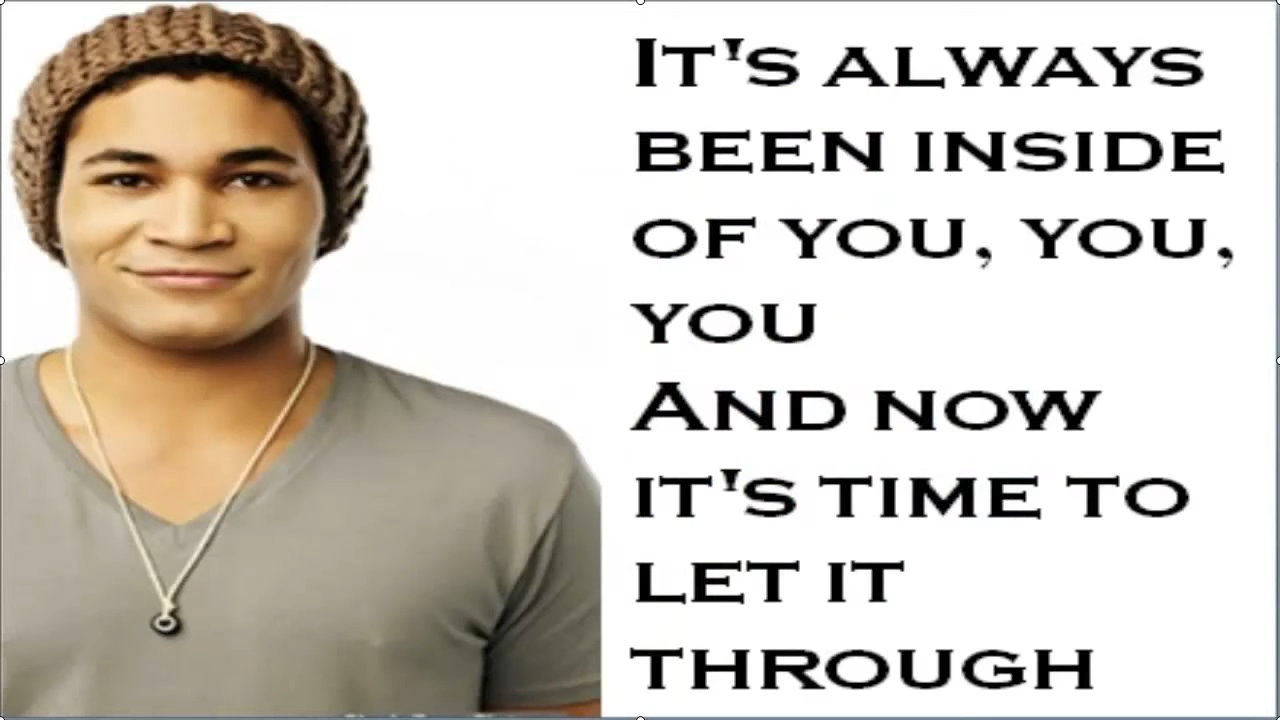 It's always
been inside
of you, you,
you
And now
it's time to
let it
through